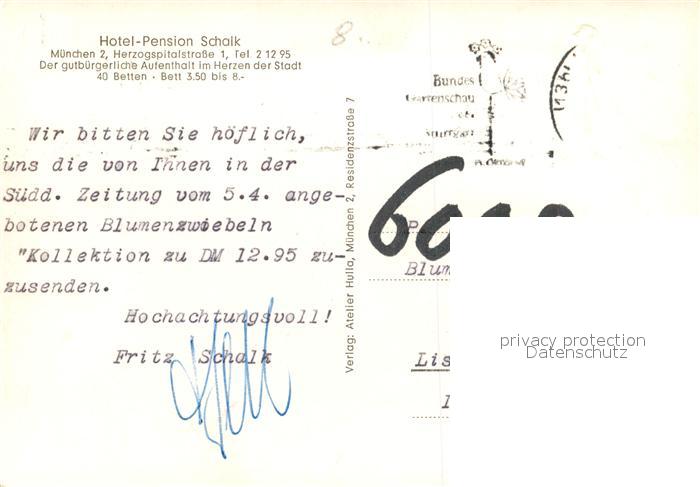 Hotel-Pension Schalk
München 2, Herzogspitalstraße 1, Tel 2 12 95
Der gutbürgerliche Aufenthalt im Herzen der Stadt
40 Betten · Bett 3.50 bis 8.-
8.
Wir bitten Sie höflich,
uns die von Ihnen in der
Südd. Zeitung vom 5.4. ange-
botenen Blumenzwiebeln
"Kollektion zu DM 12.95 zu-
zusenden.
Hochachtungsvoll!
Fritz Schalk
Verlag: Atelier Hulla, München 2, Residenzstraße 7
Bundes
Gartenschau
Stuttgart
Blum
Lis
privacy protection
Datenschutz